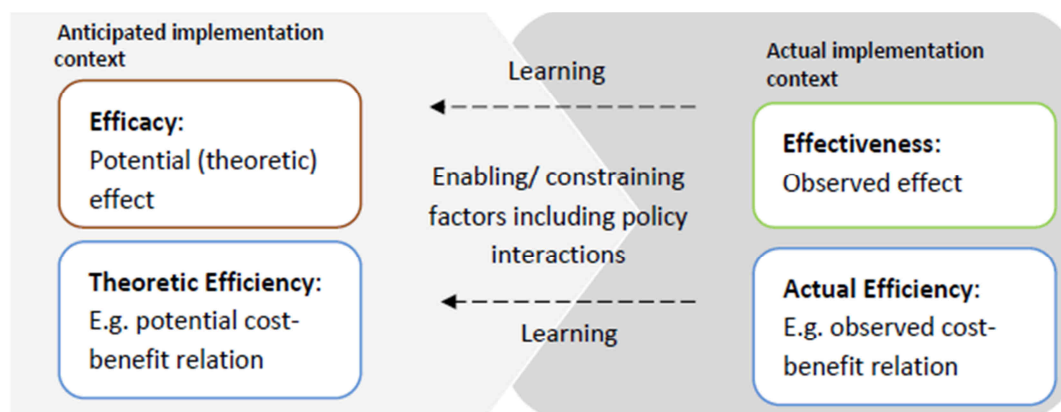 Anticipated implementation
context
Efficacy:
Potential (theoretic)
effect
Theoretic Efficiency:
E.g. potential cost-
benefit relation
Learning
Enabling/ constraining
factors including policy
interactions
Learning
Actual implementation
context
Effectiveness:
Observed effect
Actual Efficiency:
E.g. observed cost-
benefit relation